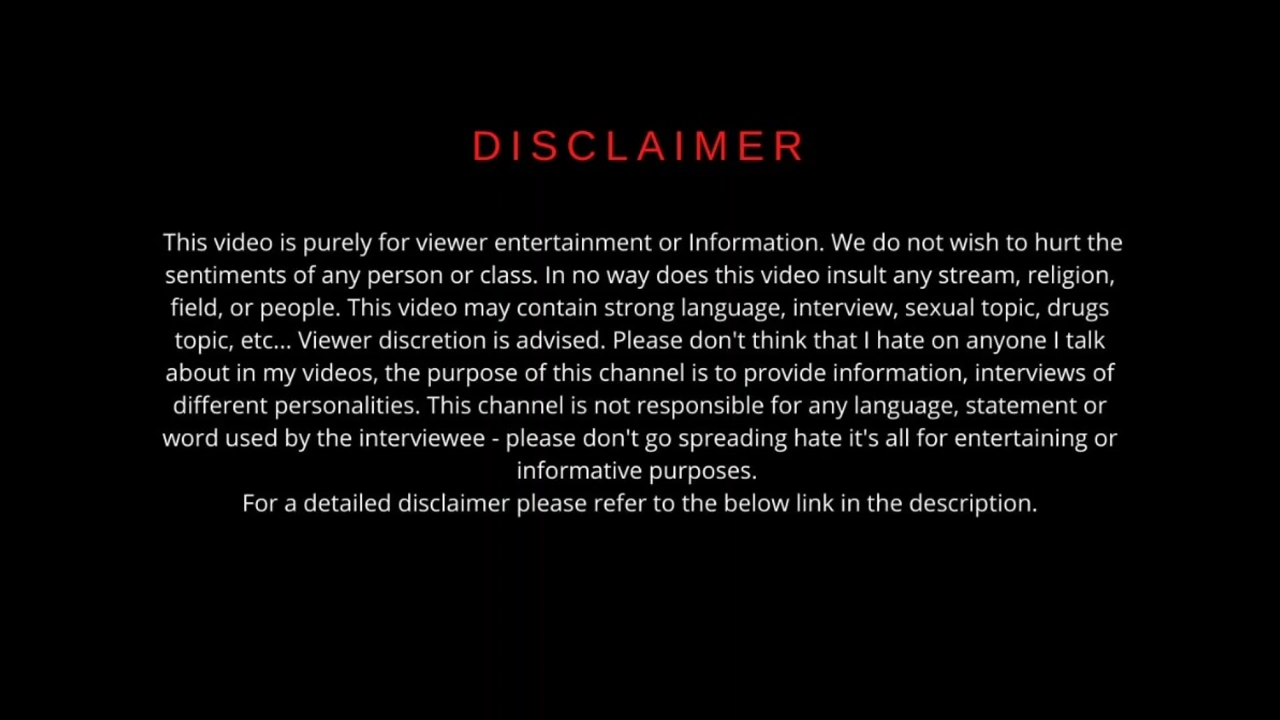 DISCLAIMER
This video is purely for viewer entertainment or Information. We do not wish to hurt the
sentiments of any person or class. In no way does this video insult any stream, religion,
field, or people. This video may contain strong language, interview, sexual topic, drugs
topic, etc... Viewer discretion is advised. Please don't think that I hate on anyone I talk
about in my videos, the purpose of this channel is to provide information, interviews of
different personalities. This channel is not responsible for any language, statement or
word used by the interviewee - please don't go spreading hate it's all for entertaining or
informative purposes.
For a detailed disclaimer please refer to the below link in the description.